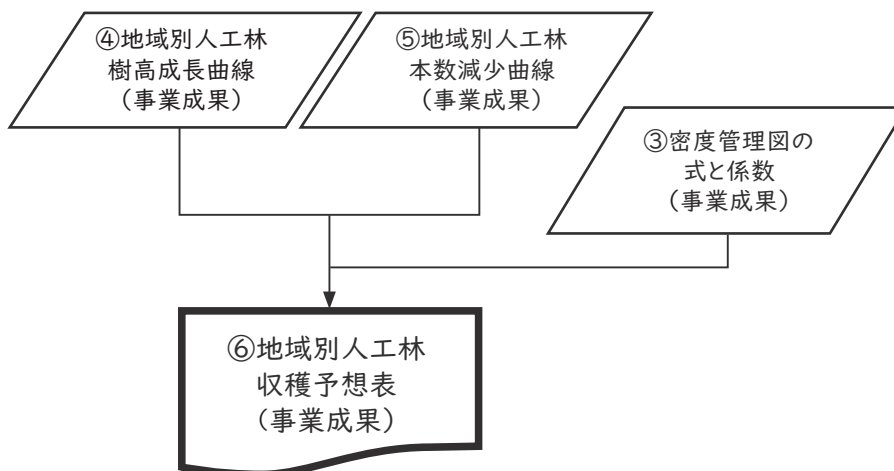 ④地域別人工林
樹高成長曲線
（事業成果）
⑤地域別人工林
本数減少曲線
（事業成果）
③密度管理図の
式と係数
（事業成果）
⑥地域別人工林
収穫予想表
（事業成果）